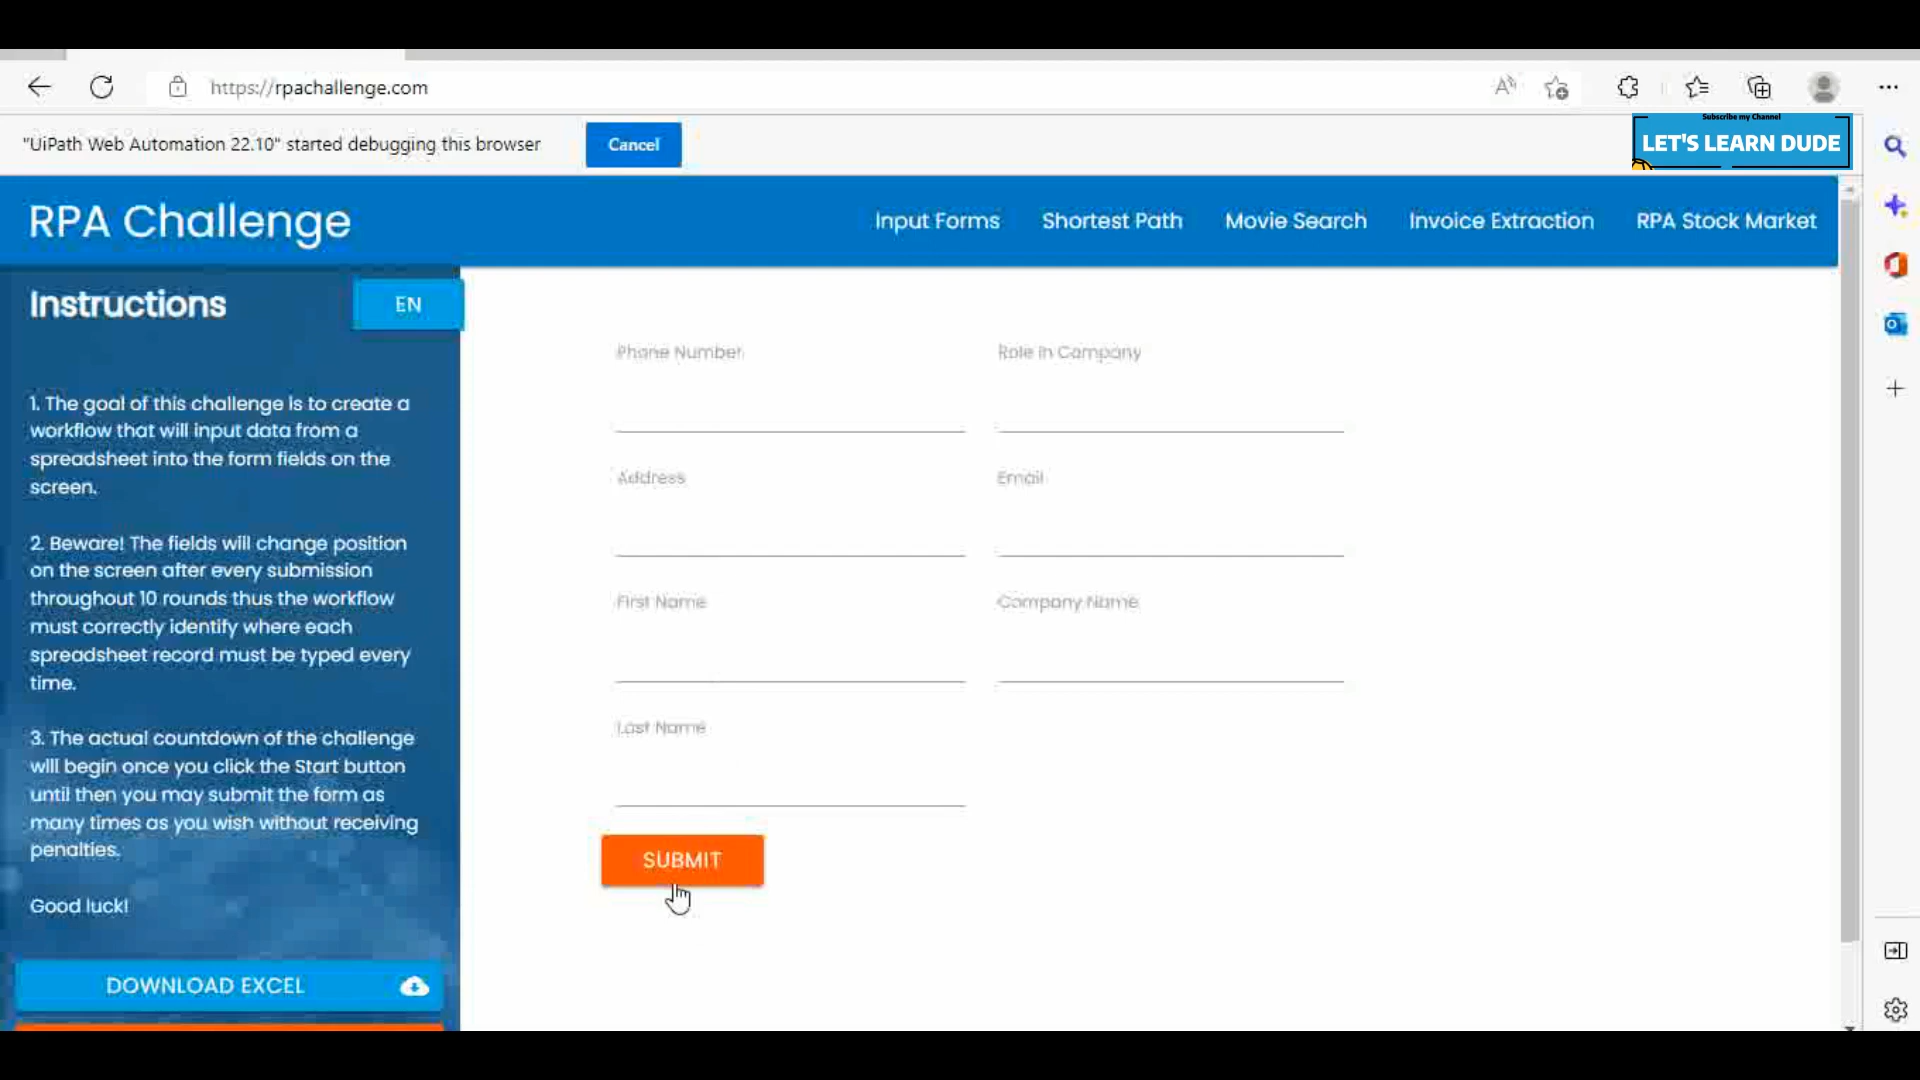 https://rpachallenge.com
"UiPath Web Automation 22.10" started debugging this browser
Cancel
Subscribe my Channel
LET'S LEARN DUDE
RPA Challenge
Input Forms
Shortest Path
Movie Search
Invoice Extraction
RPA Stock Market
Instructions
EN
1. The goal of this challenge is to create a
workflow that will input data from a
spreadsheet into the form fields on the
screen.
2. Beware! The fields will change position
on the screen after every submission
throughout 10 rounds thus the workflow
must correctly identify where each
spreadsheet record must be typed every
time.
3. The actual countdown of the challenge
will begin once you click the Start button
until then you may submit the form as
many times as you wish without receiving
penalties.
Good luck!
DOWNLOAD EXCEL
Phone Number
Role in Company
Address
Email
First Name
Company Name
Last Name
SUBMIT